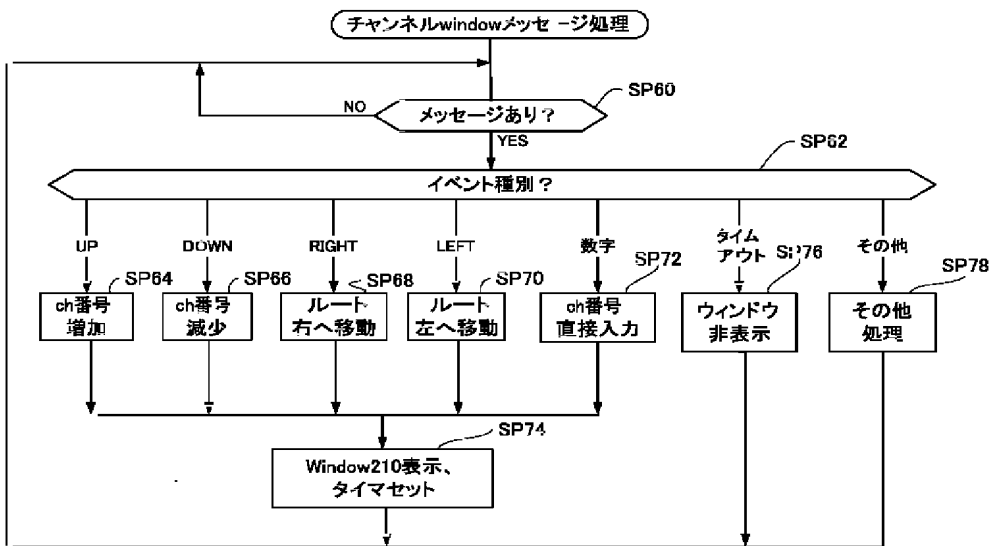 チャンネルwindowメッセージ処理
SP60
NO
メッセージあり？
YES
SP62
イベント種別？
UP
DOWN
RIGHT
LEFT
数字
タイム
アウト
その他
SP64
SP66
SP68
SP70
SP72
SP76
SP78
ch番号
増加
ch番号
減少
ルート
右へ移動
ルート
左へ移動
ch番号
直接入力
ウィンドウ
非表示
その他
処理
SP74
Window210表示、
タイマセット